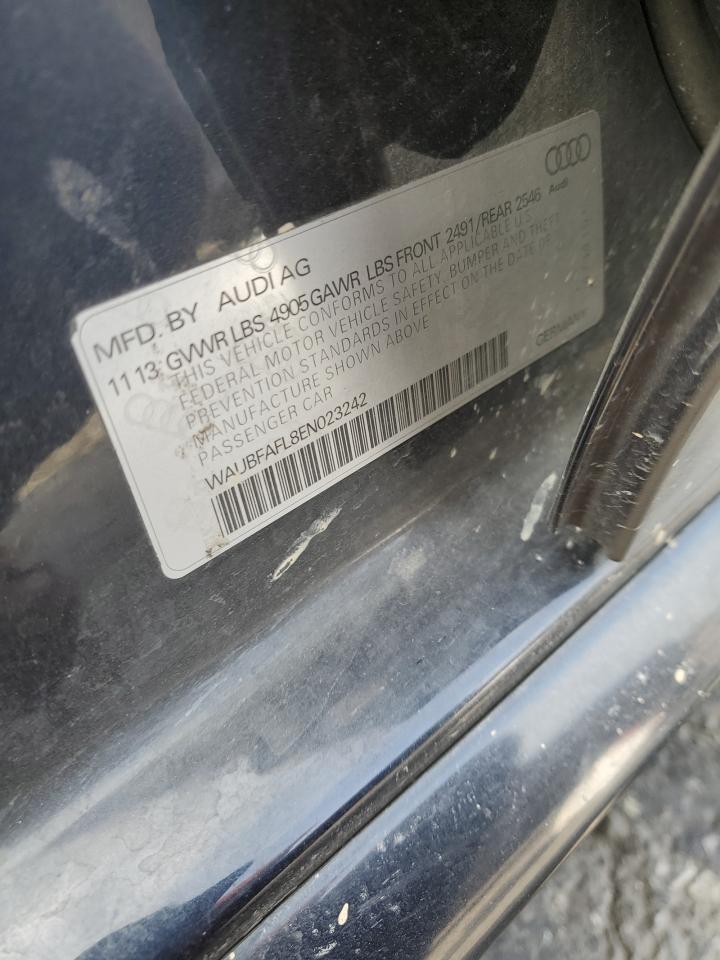 MFD. BY AUDI AG
11 13 GVWR LBS 4905 GAWR LBS FRONT 2491/REAR 2546
THIS VEHICLE CONFORMS TO ALL APPLICABLE U.S.
FEDERAL MOTOR VEHICLE SAFETY, BUMPER AND THEFT
PREVENTION STANDARDS IN EFFECT ON THE DATE OF
MANUFACTURE SHOWN ABOVE
PASSENGER CAR
WAUBFAFL8EN023242
Audi
GERMANY